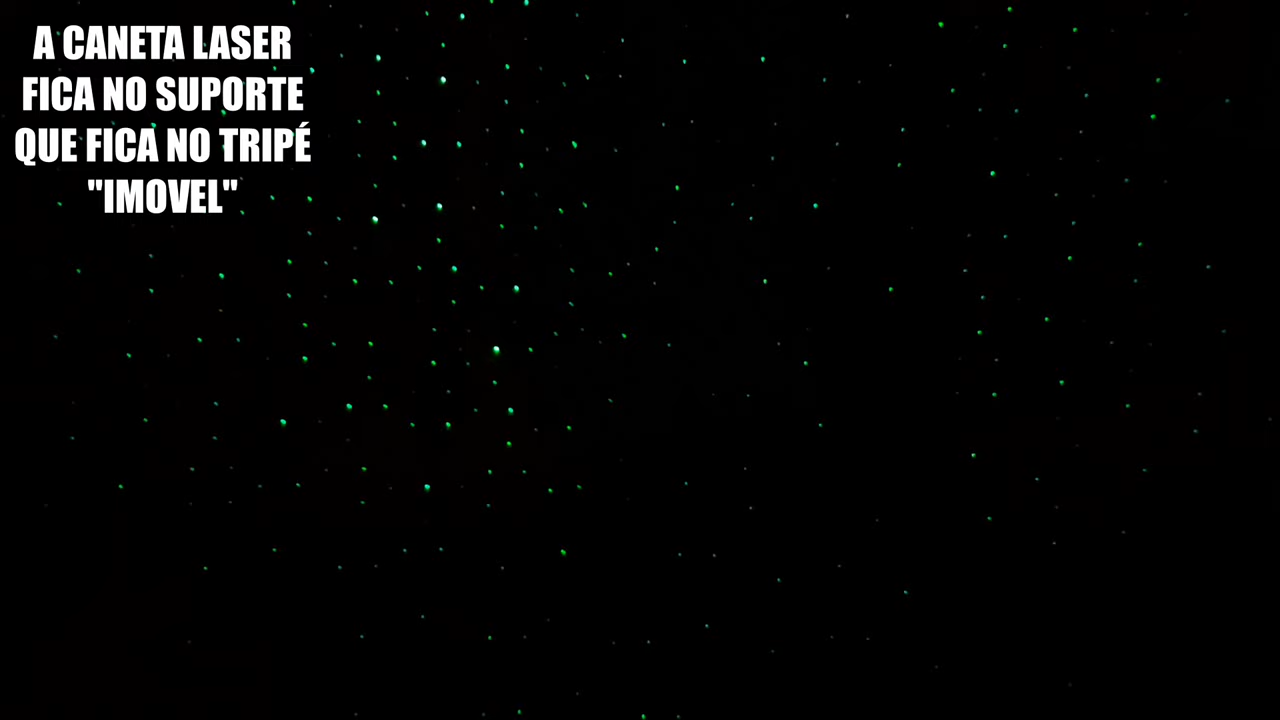 A CANETA LASER
FICA NO SUPORTE
QUE FICA NO TRIPÉ
"IMOVEL"